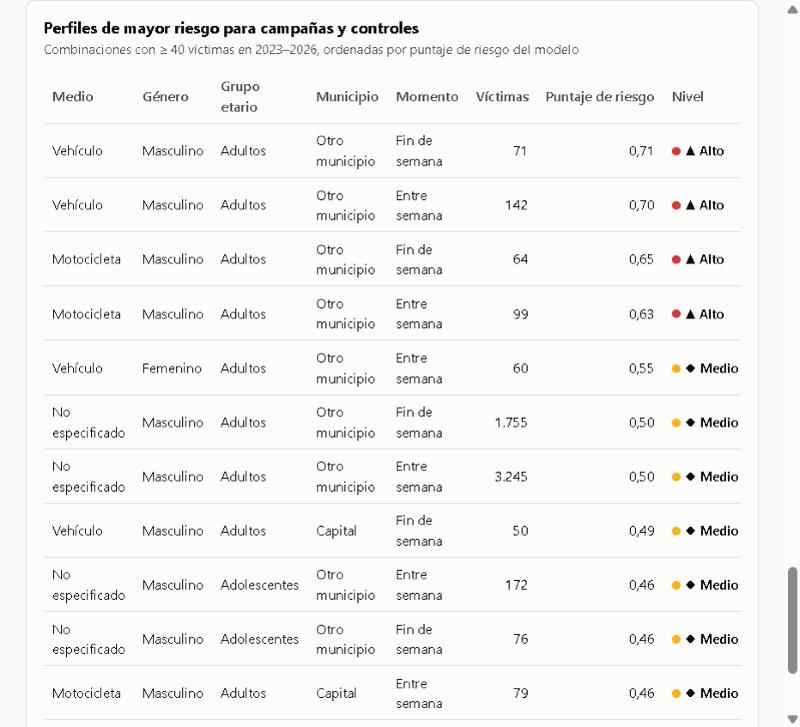 Perfiles de mayor riesgo para campañas y controles
Combinaciones con ≥ 40 víctimas en 2023–2026, ordenadas por puntaje de riesgo del modelo
Medio Género Grupo etario Municipio Momento Víctimas Puntaje de riesgo Nivel
Vehículo Masculino Adultos Otro municipio Fin de semana 71 0,71 ▲ Alto
Vehículo Masculino Adultos Otro municipio Entre semana 142 0,70 ▲ Alto
Motocicleta Masculino Adultos Otro municipio Fin de semana 64 0,65 ▲ Alto
Motocicleta Masculino Adultos Otro municipio Entre semana 99 0,63 ▲ Alto
Vehículo Femenino Adultos Otro municipio Entre semana 60 0,55 ◆ Medio
No especificado Masculino Adultos Otro municipio Fin de semana 1.755 0,50 ◆ Medio
No especificado Masculino Adultos Otro municipio Entre semana 3.245 0,50 ◆ Medio
Vehículo Masculino Adultos Capital Fin de semana 50 0,49 ◆ Medio
No especificado Masculino Adolescentes Otro municipio Entre semana 172 0,46 ◆ Medio
No especificado Masculino Adolescentes Otro municipio Fin de semana 76 0,46 ◆ Medio
Motocicleta Masculino Adultos Capital Entre semana 79 0,46 ◆ Medio